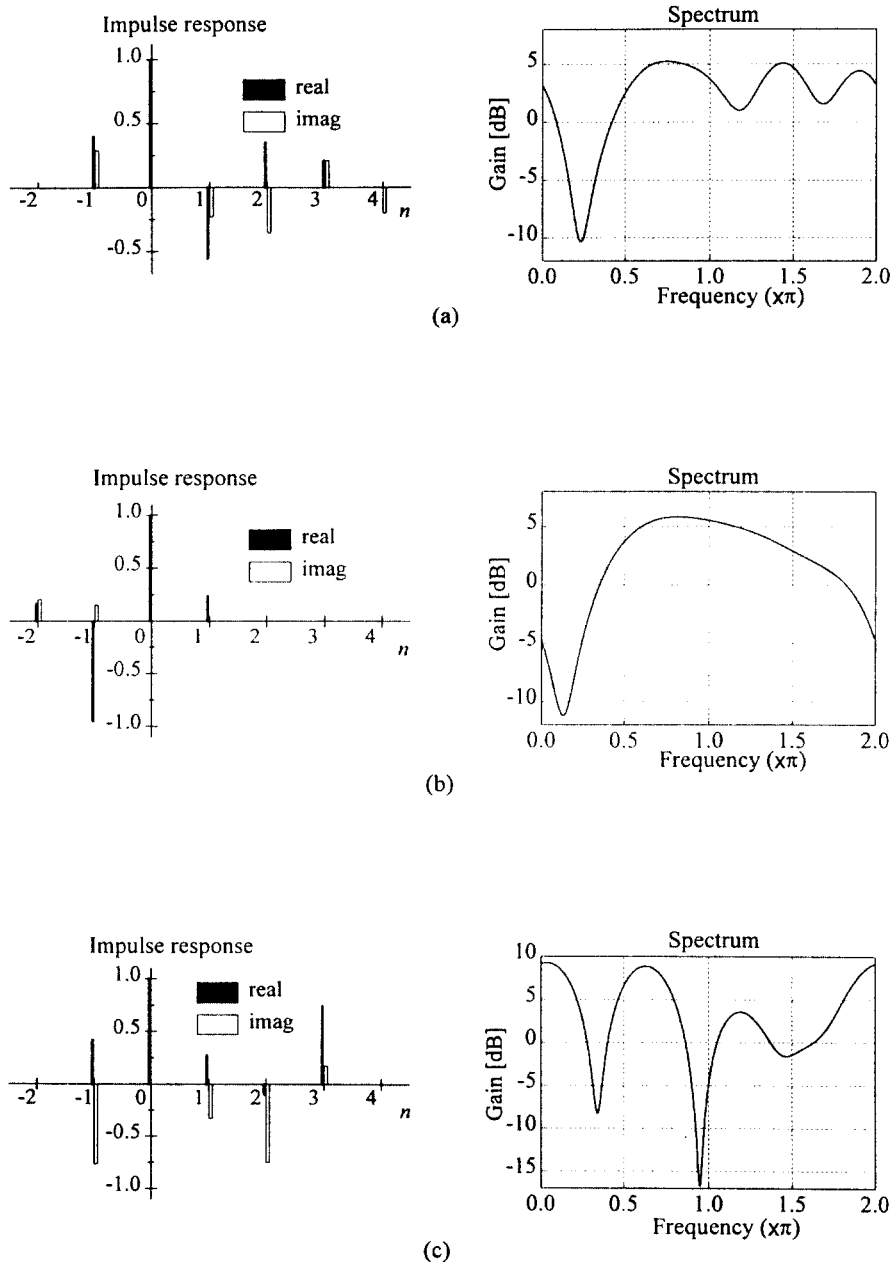 Impulse response
1.0
real
imag
0.5
-2 -1 0 1 2 3 4
n
-0.5
Spectrum
Gain [dB]
5
0
-5
-10
0.0 0.5 1.0 1.5 2.0
Frequency (xπ)
(a)
Impulse response
1.0
real
0.5
imag
-2 -1 0 1 2 3 4
n
-0.5
-1.0
Spectrum
Gain [dB]
5
0
-5
-10
0.0 0.5 1.0 1.5 2.0
Frequency (xπ)
(b)
Impulse response
1.0
real
0.5
imag
-2 -1 0 1 2 3 4
n
-0.5
-1.0
Spectrum
Gain [dB]
10
5
0
-5
-10
-15
0.0 0.5 1.0 1.5 2.0
Frequency (xπ)
(c)